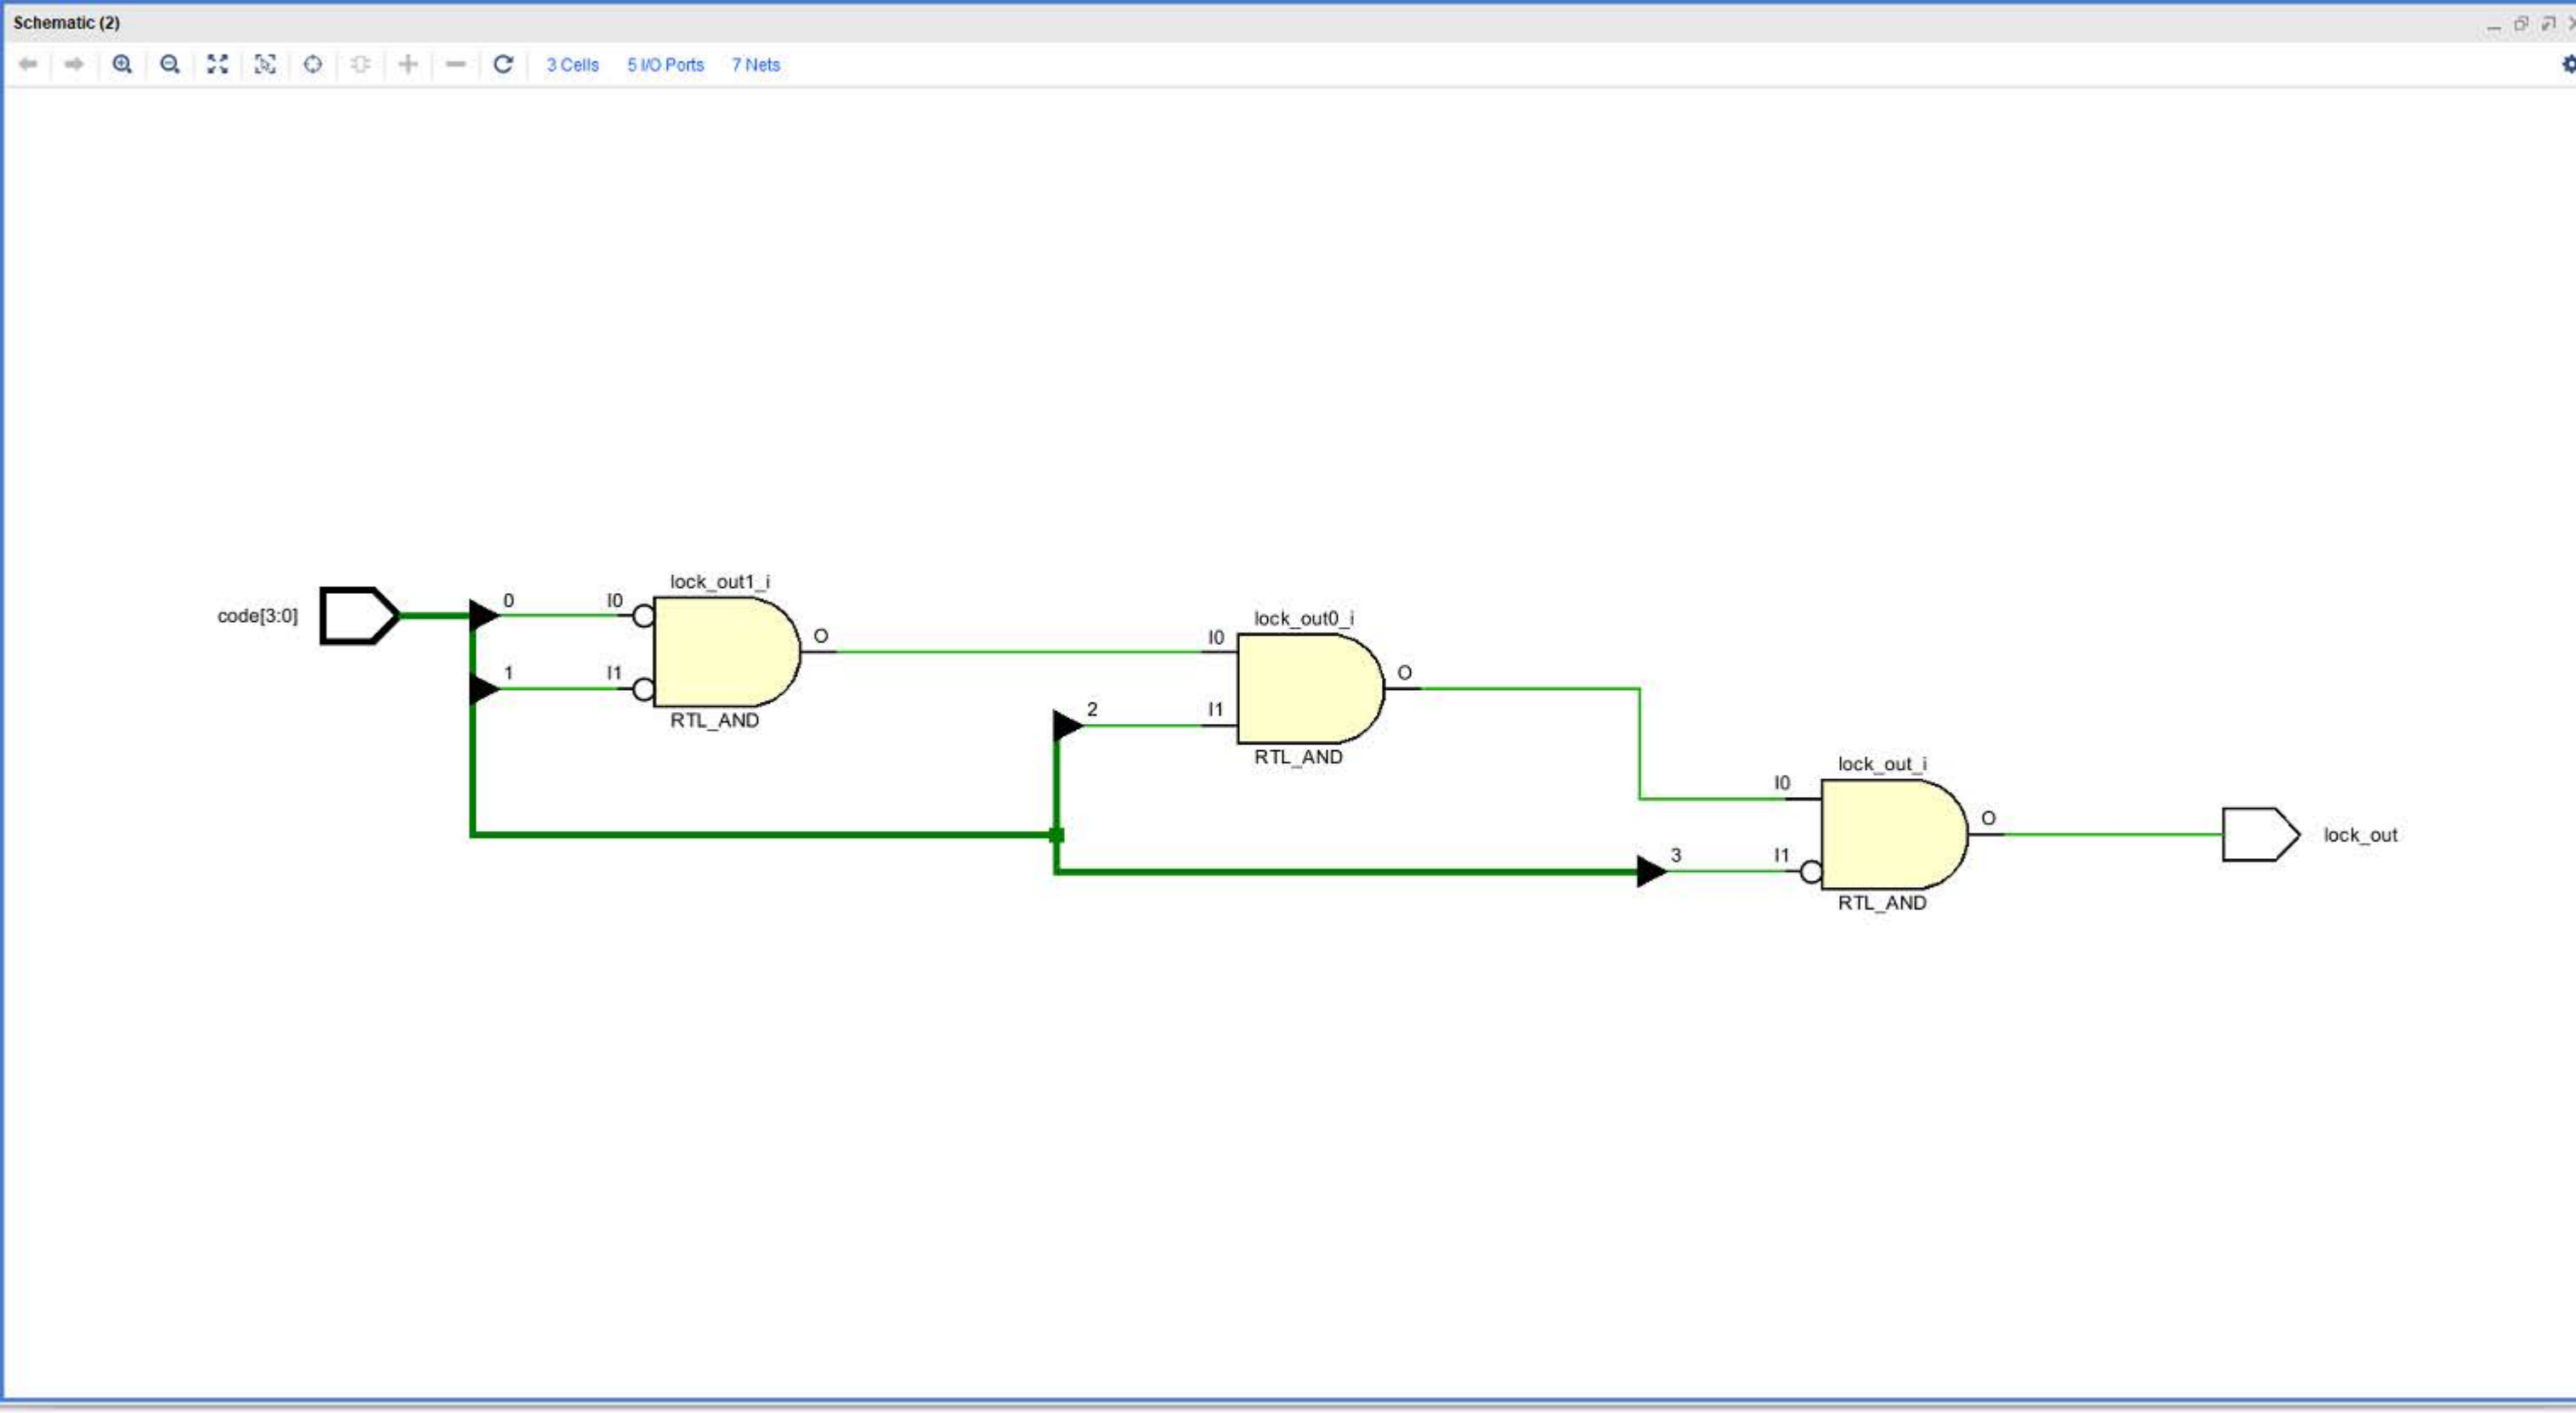 Schematic (2)
3 Cells 5 I/O Ports 7 Nets
lock_out1_i
code[3:0] 0 I0
O
1 I1
RTL_AND
lock_out0_i
I0
O
2 I1
RTL_AND
lock_out_i
I0
O lock_out
3 I1
RTL_AND